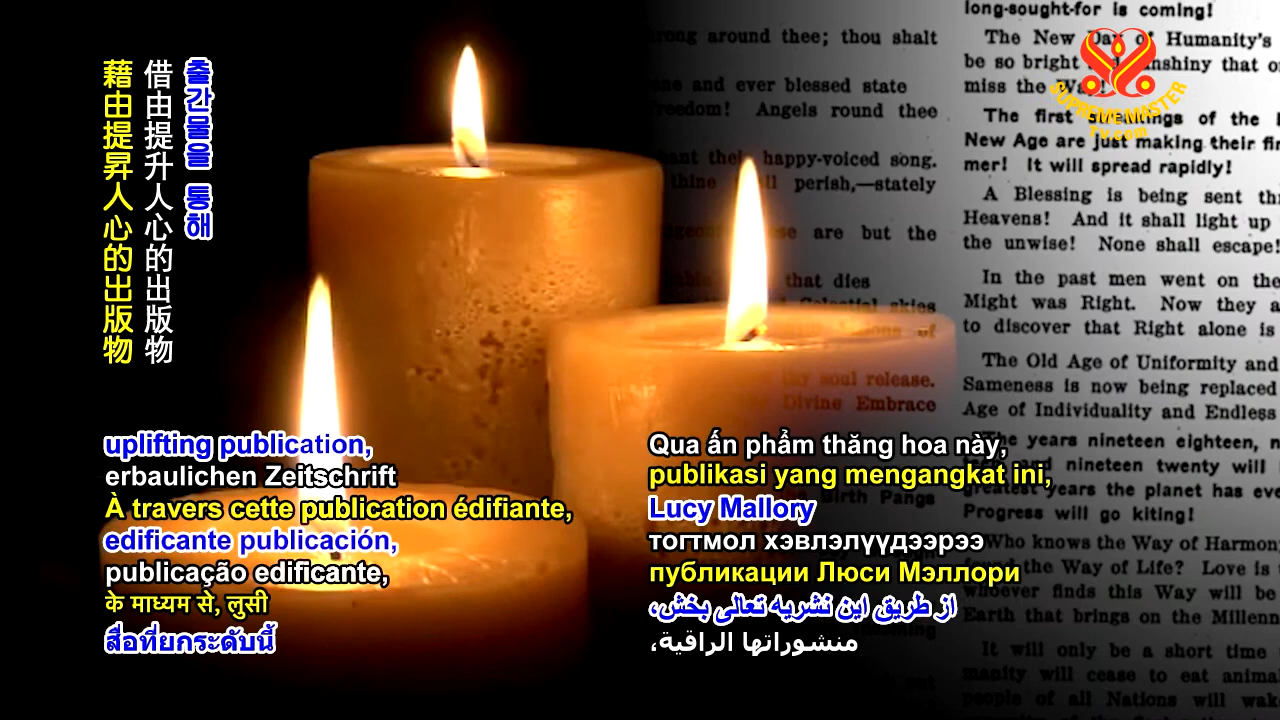 藉由提昇人心的出版物
借由提升人心的出版物
출간물을 통해
SUPREME MASTER
TV.com
uplifting publication,
erbaulichen Zeitschrift
À travers cette publication édifiante,
edificante publicación,
publicação edificante,
के माध्यम से, लुसी
สื่อที่ยกระดับนี้
Qua ấn phẩm thăng hoa này,
publikasi yang mengangkat ini,
Lucy Mallory
тогтмол хэвлэлүүдээрээ
публикации Люси Мэллори
از طریق این نشریه تعالی بخش،
منشوراتها الراقية،
around thee; thou shalt
and ever blessed state
Angels round thee
happy-voiced song.
perish,—stately
are but the
that dies
Celestial skies
of
thy soul release.
Divine Embrace
Birth Pangs
long-sought-for is coming!
The New Day of Humanity's
be so bright
that
miss the Way!
The first
of the
New Age are just making their
mer! It will spread rapidly!
A Blessing is being sent
Heavens! And it shall light up
the unwise! None shall escape!
In the past men went on the
Might was Right. Now they
to discover that Right alone is
The Old Age of Uniformity and
Sameness is now being replaced
Age of Individuality and Endless
The years nineteen eighteen,
and nineteen twenty will
greatest years the planet has
Progress will go kiting!
Who knows the Way of
the Way of Life? Love is
whoever finds this Way will be
Earth that brings on the
It will only be a short time
manity will cease to eat
people of all Nations will